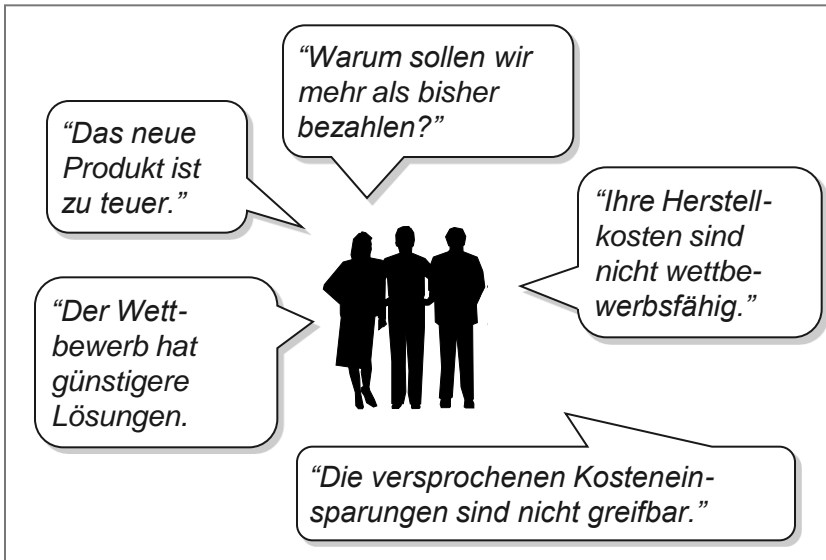 “Warum sollen wir
mehr als bisher
bezahlen?”
“Das neue
Produkt ist
zu teuer.”
“Ihre Herstell-
kosten sind
nicht wettbe-
werbsfähig.”
“Der Wett-
bewerb hat
günstigere
Lösungen.
“Die versprochenen Kostenein-
sparungen sind nicht greifbar.”